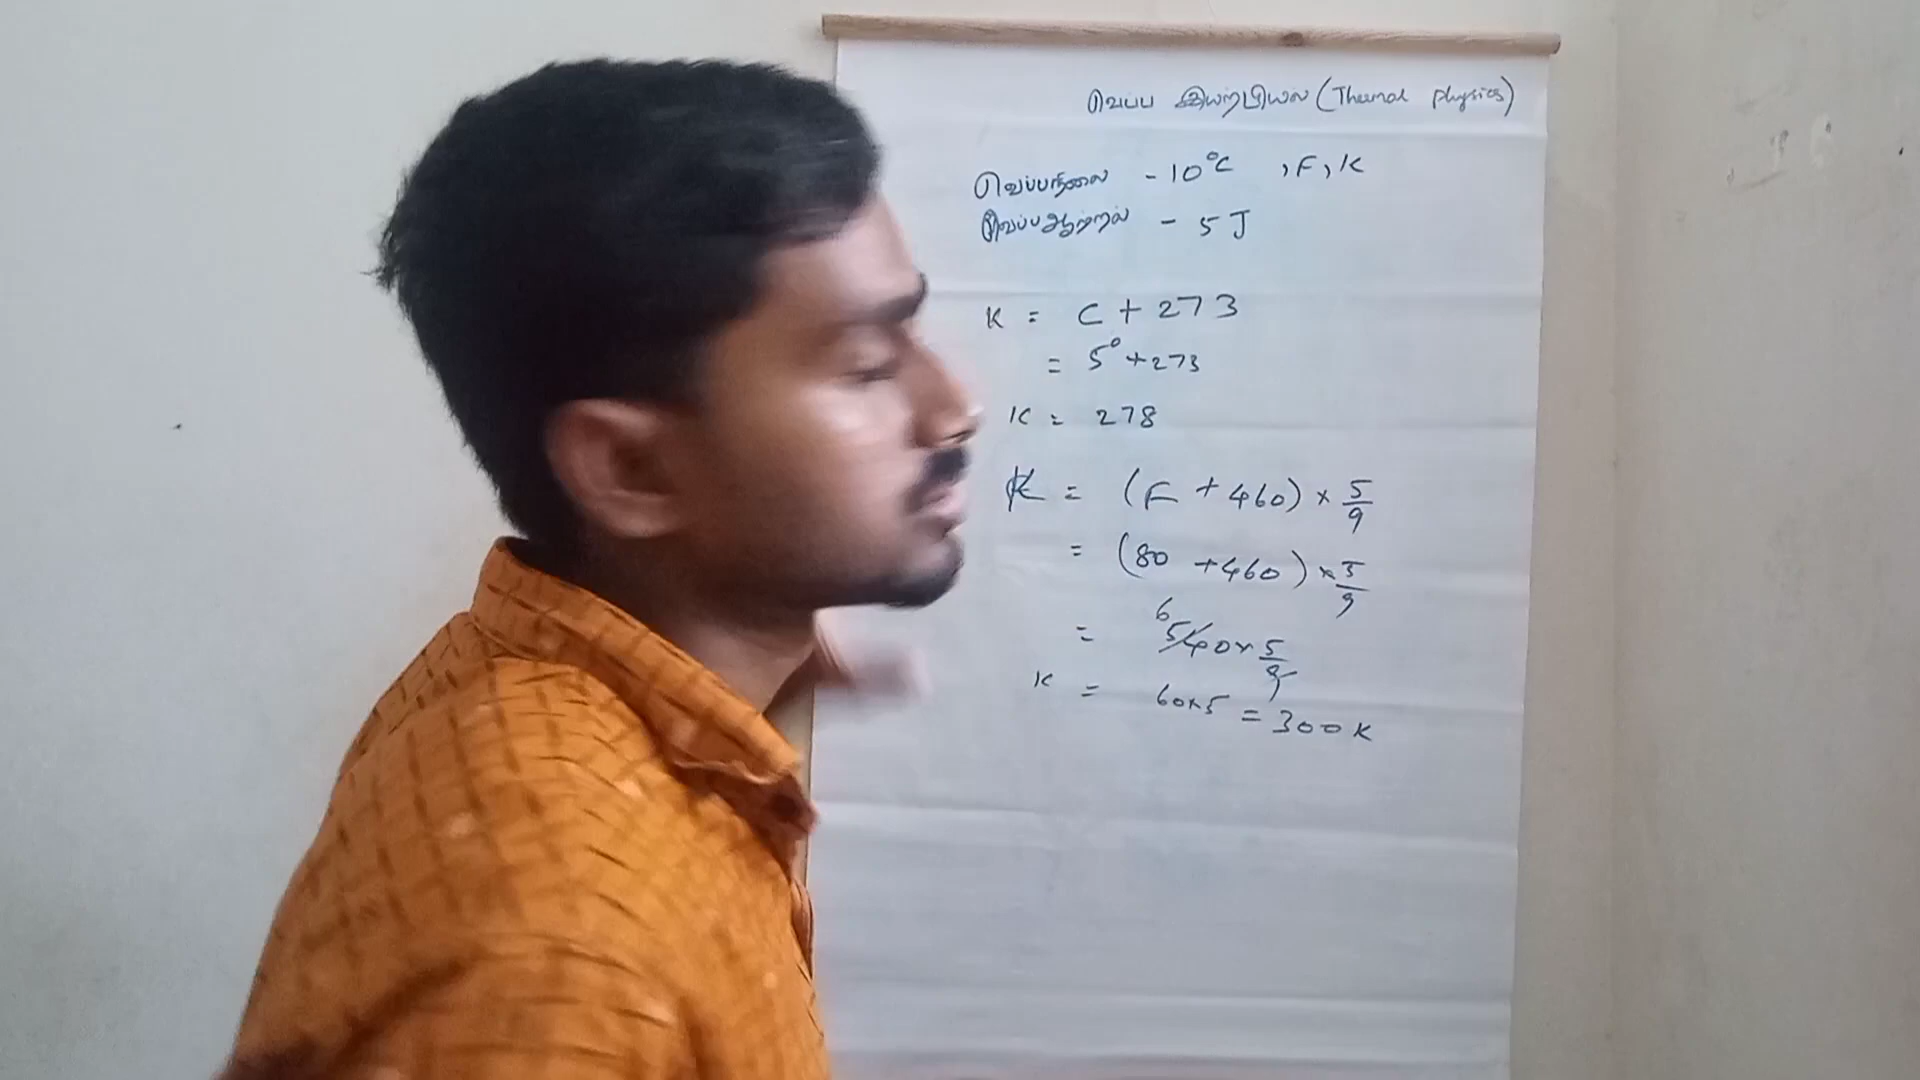 வெப்ப இயற்பியல் (Thermal physics)
வெப்பநிலை - 10°C , F, K
வெப்பஆற்றல் - 5 J
K = C + 273
= 5° + 273
K = 278
K = (F + 460) × 5/9
= (80 + 460) × 5/9
= 540 × 5/9
6
K = 60×5 = 300 K